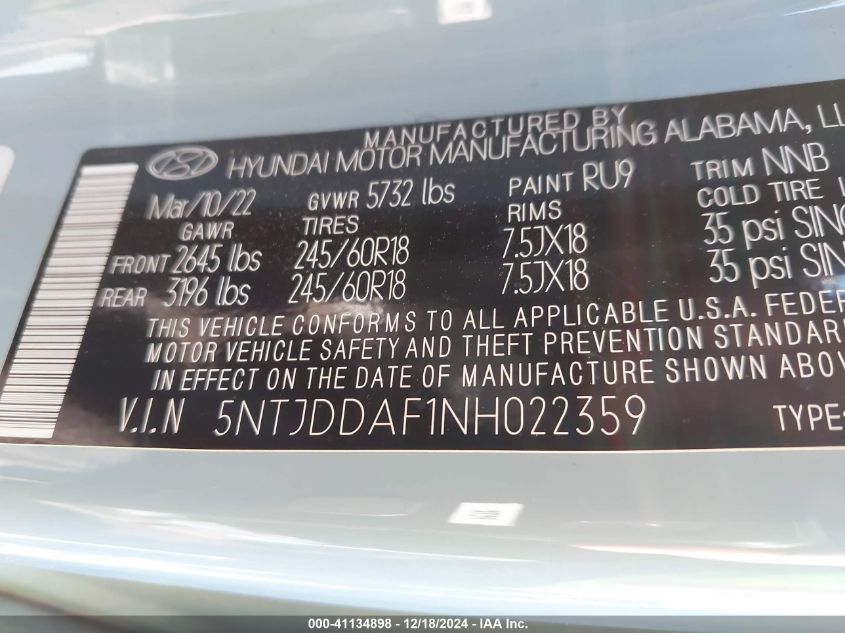 MANUFACTURED BY
HYUNDAI MOTOR MANUFACTURING ALABAMA, LL
Mar/10/22 GVWR 5732 lbs PAINT RU9 TRIM NNB
GAWR TIRES RIMS COLD TIRE I
FRONT 2645 lbs 245/60R18 7.5JX18 35 psi SING
REAR 3196 lbs 245/60R18 7.5JX18 35 psi SIN
THIS VEHICLE CONFORMS TO ALL APPLICABLE U.S.A. FEDER
MOTOR VEHICLE SAFETY AND THEFT PREVENTION STANDAR
IN EFFECT ON THE DATE OF MANUFACTURE SHOWN ABOV
V.I.N 5NTJDDAF1NH022359 TYPE:
000-41134898 - 12/18/2024 - IAA Inc.